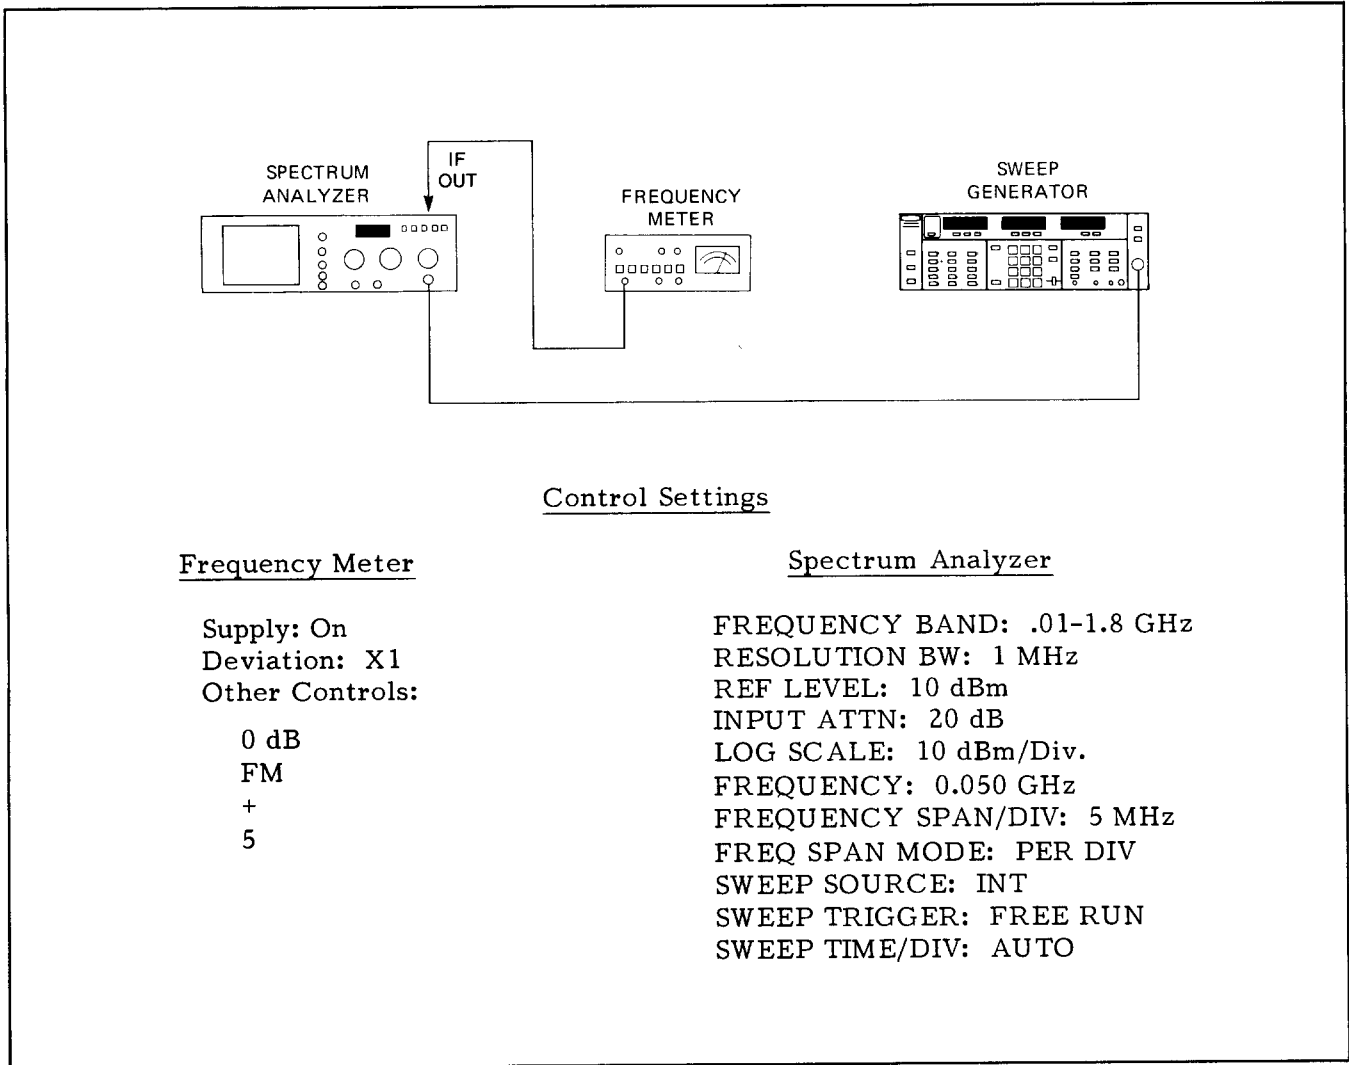 SPECTRUM
ANALYZER
IF
OUT
FREQUENCY
METER
SWEEP
GENERATOR
Control Settings
Frequency Meter
Supply: On
Deviation: X1
Other Controls:
0 dB
FM
+
5
Spectrum Analyzer
FREQUENCY BAND: .01-1.8 GHz
RESOLUTION BW: 1 MHz
REF LEVEL: 10 dBm
INPUT ATTN: 20 dB
LOG SCALE: 10 dBm/Div.
FREQUENCY: 0.050 GHz
FREQUENCY SPAN/DIV: 5 MHz
FREQ SPAN MODE: PER DIV
SWEEP SOURCE: INT
SWEEP TRIGGER: FREE RUN
SWEEP TIME/DIV: AUTO